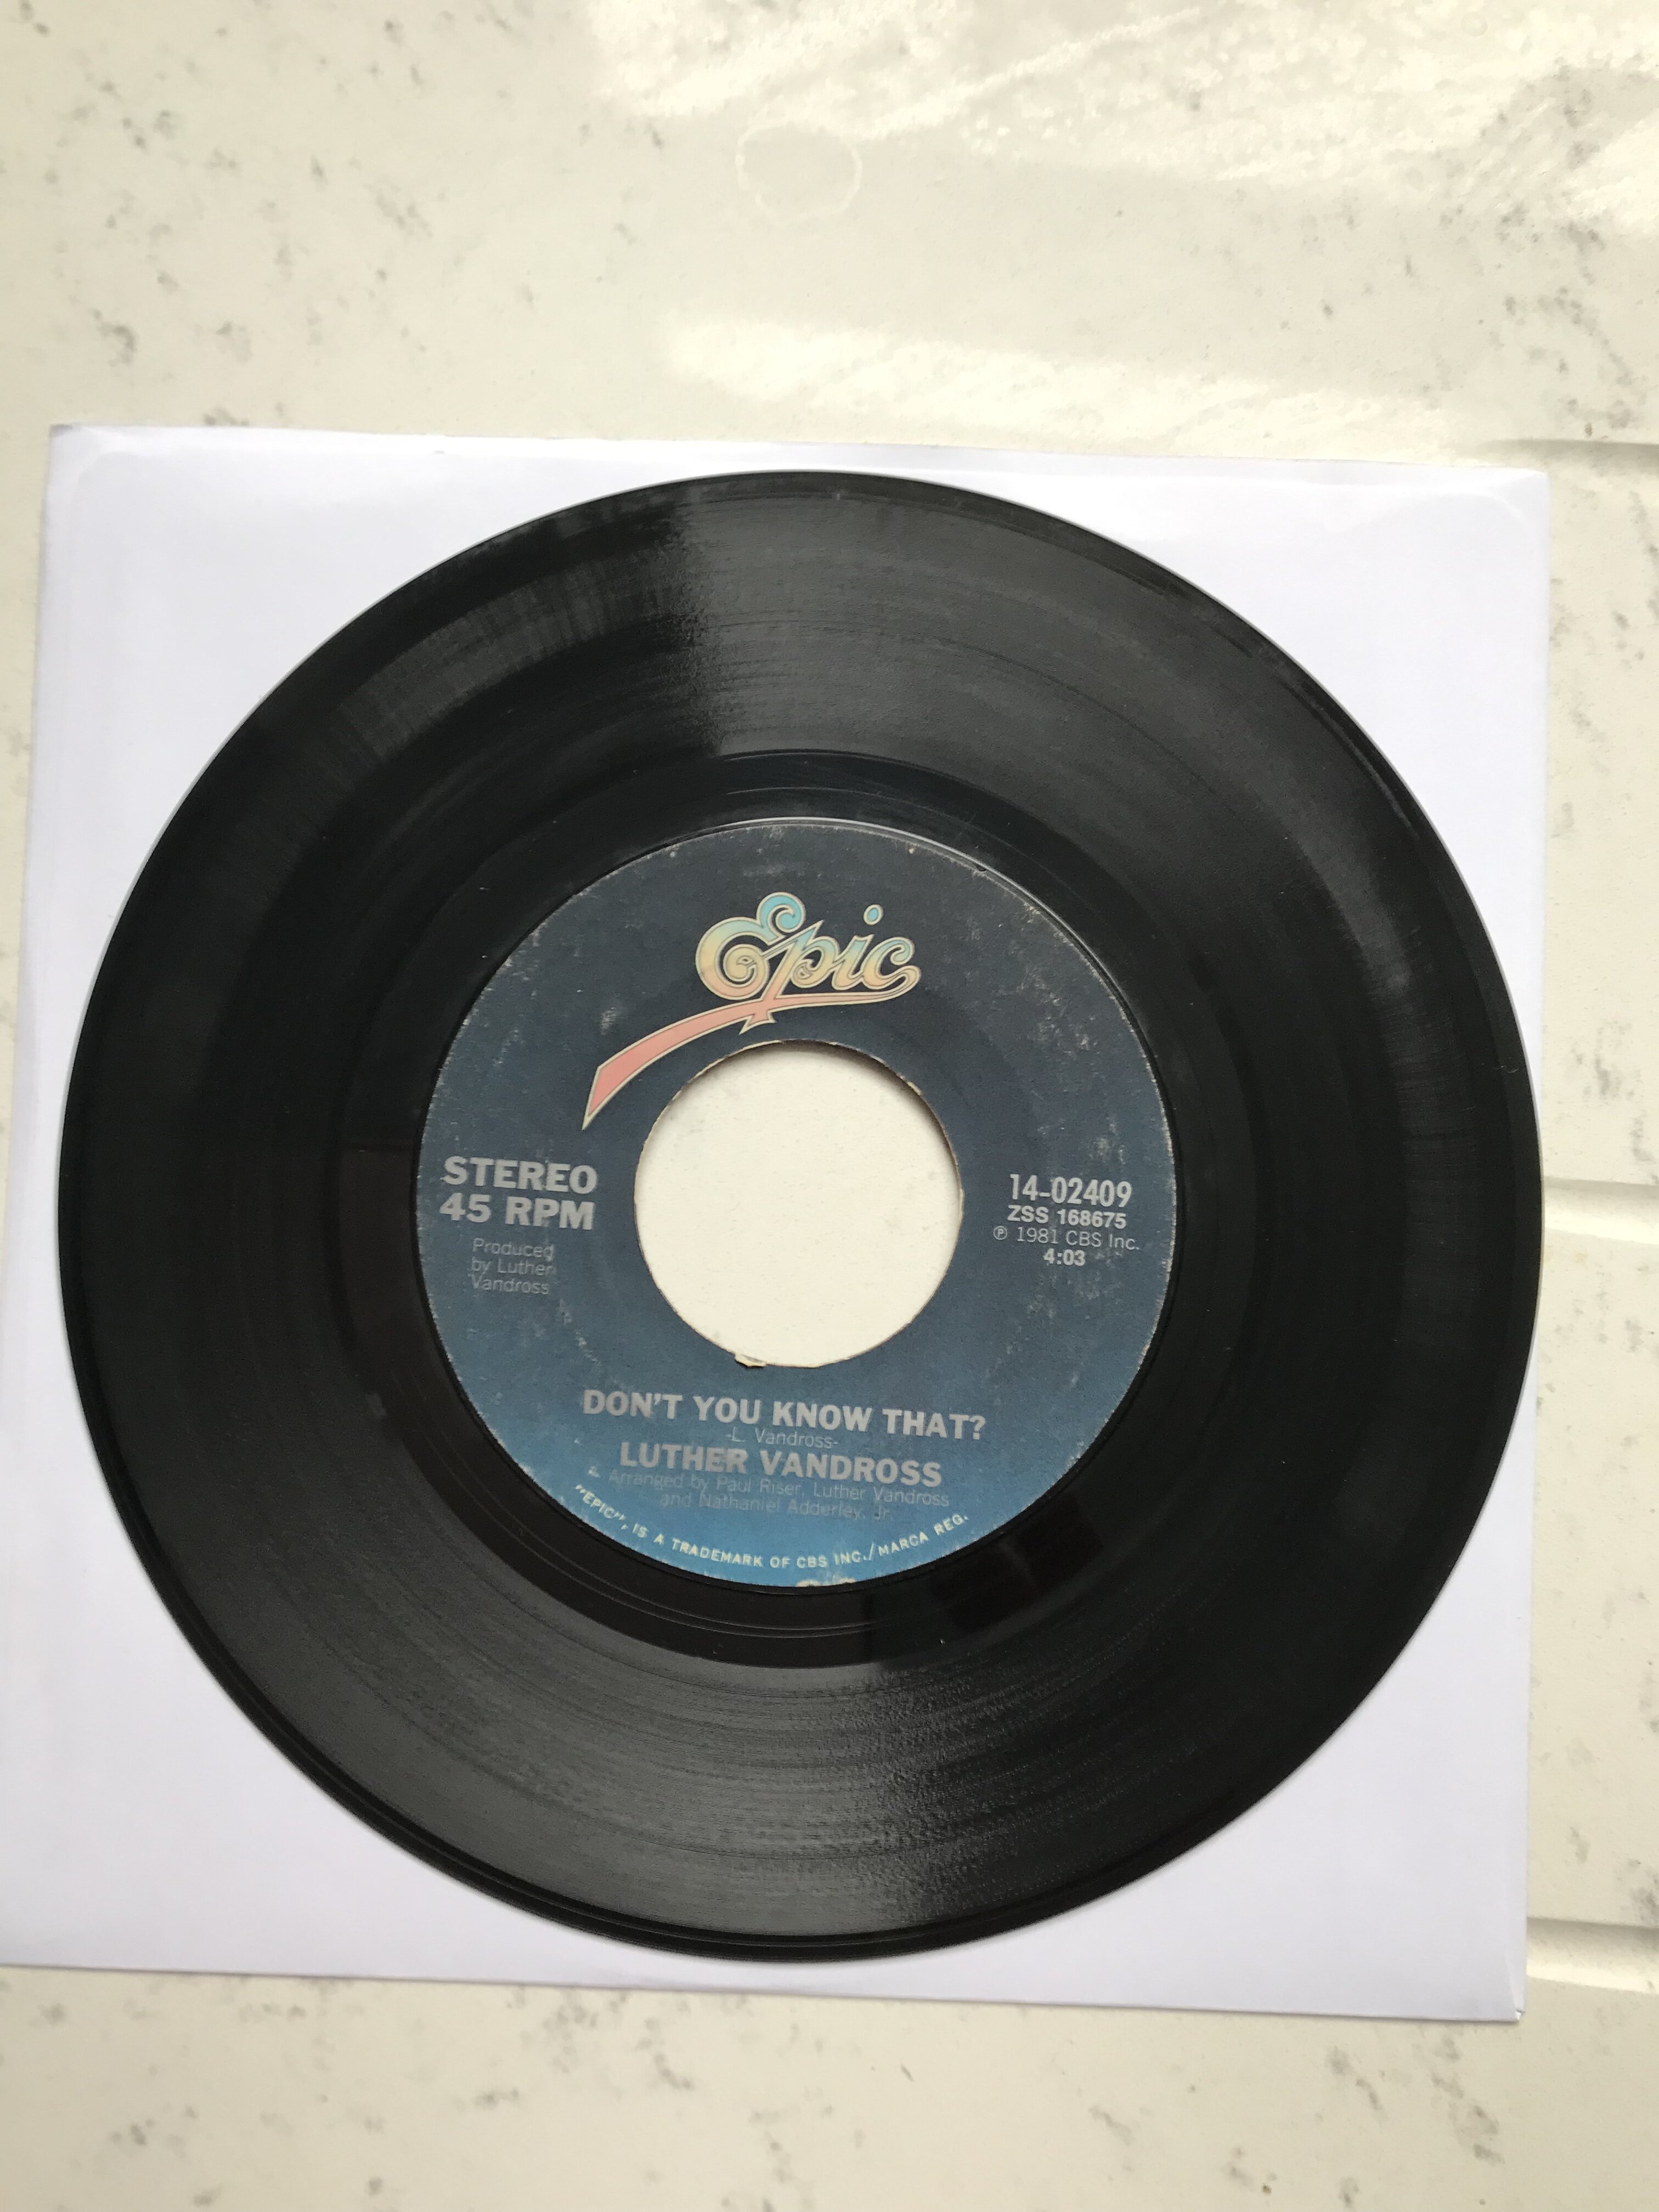 Epic
STEREO
45 RPM
Produced
by Luther
Vandross
14-02409
ZSS 168675
℗ 1981 CBS Inc.
4:03
DON'T YOU KNOW THAT?
-L. Vandross-
LUTHER VANDROSS
Arranged by Paul Riser, Luther Vandross
and Nathaniel Adderley, Jr.
"EPIC", IS A TRADEMARK OF CBS INC./MARCA REG.